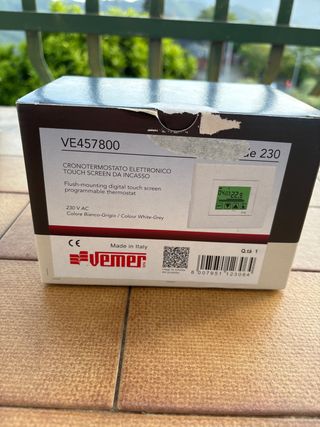 VE457800
de 230
CRONOTERMOSTATO ELETTRONICO
TOUCH SCREEN DA INCASSO
Flush-mounting digital touch screen
programmable thermostat
230 V AC
Colore Bianco-Grigio / Colour White-Grey
CE
Made in Italy
Q.tà 1
vemer
8 007951 123084